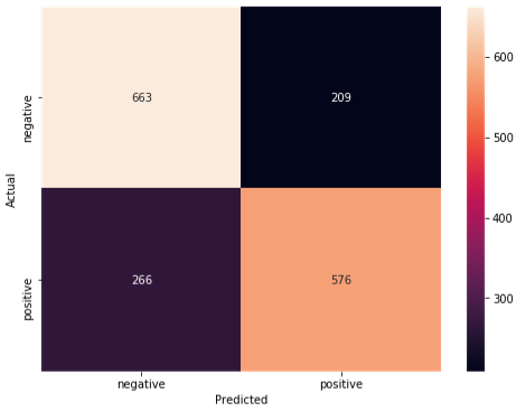 663 209
266 576
Actual
negative
positive
negative positive
Predicted
600
500
400
300